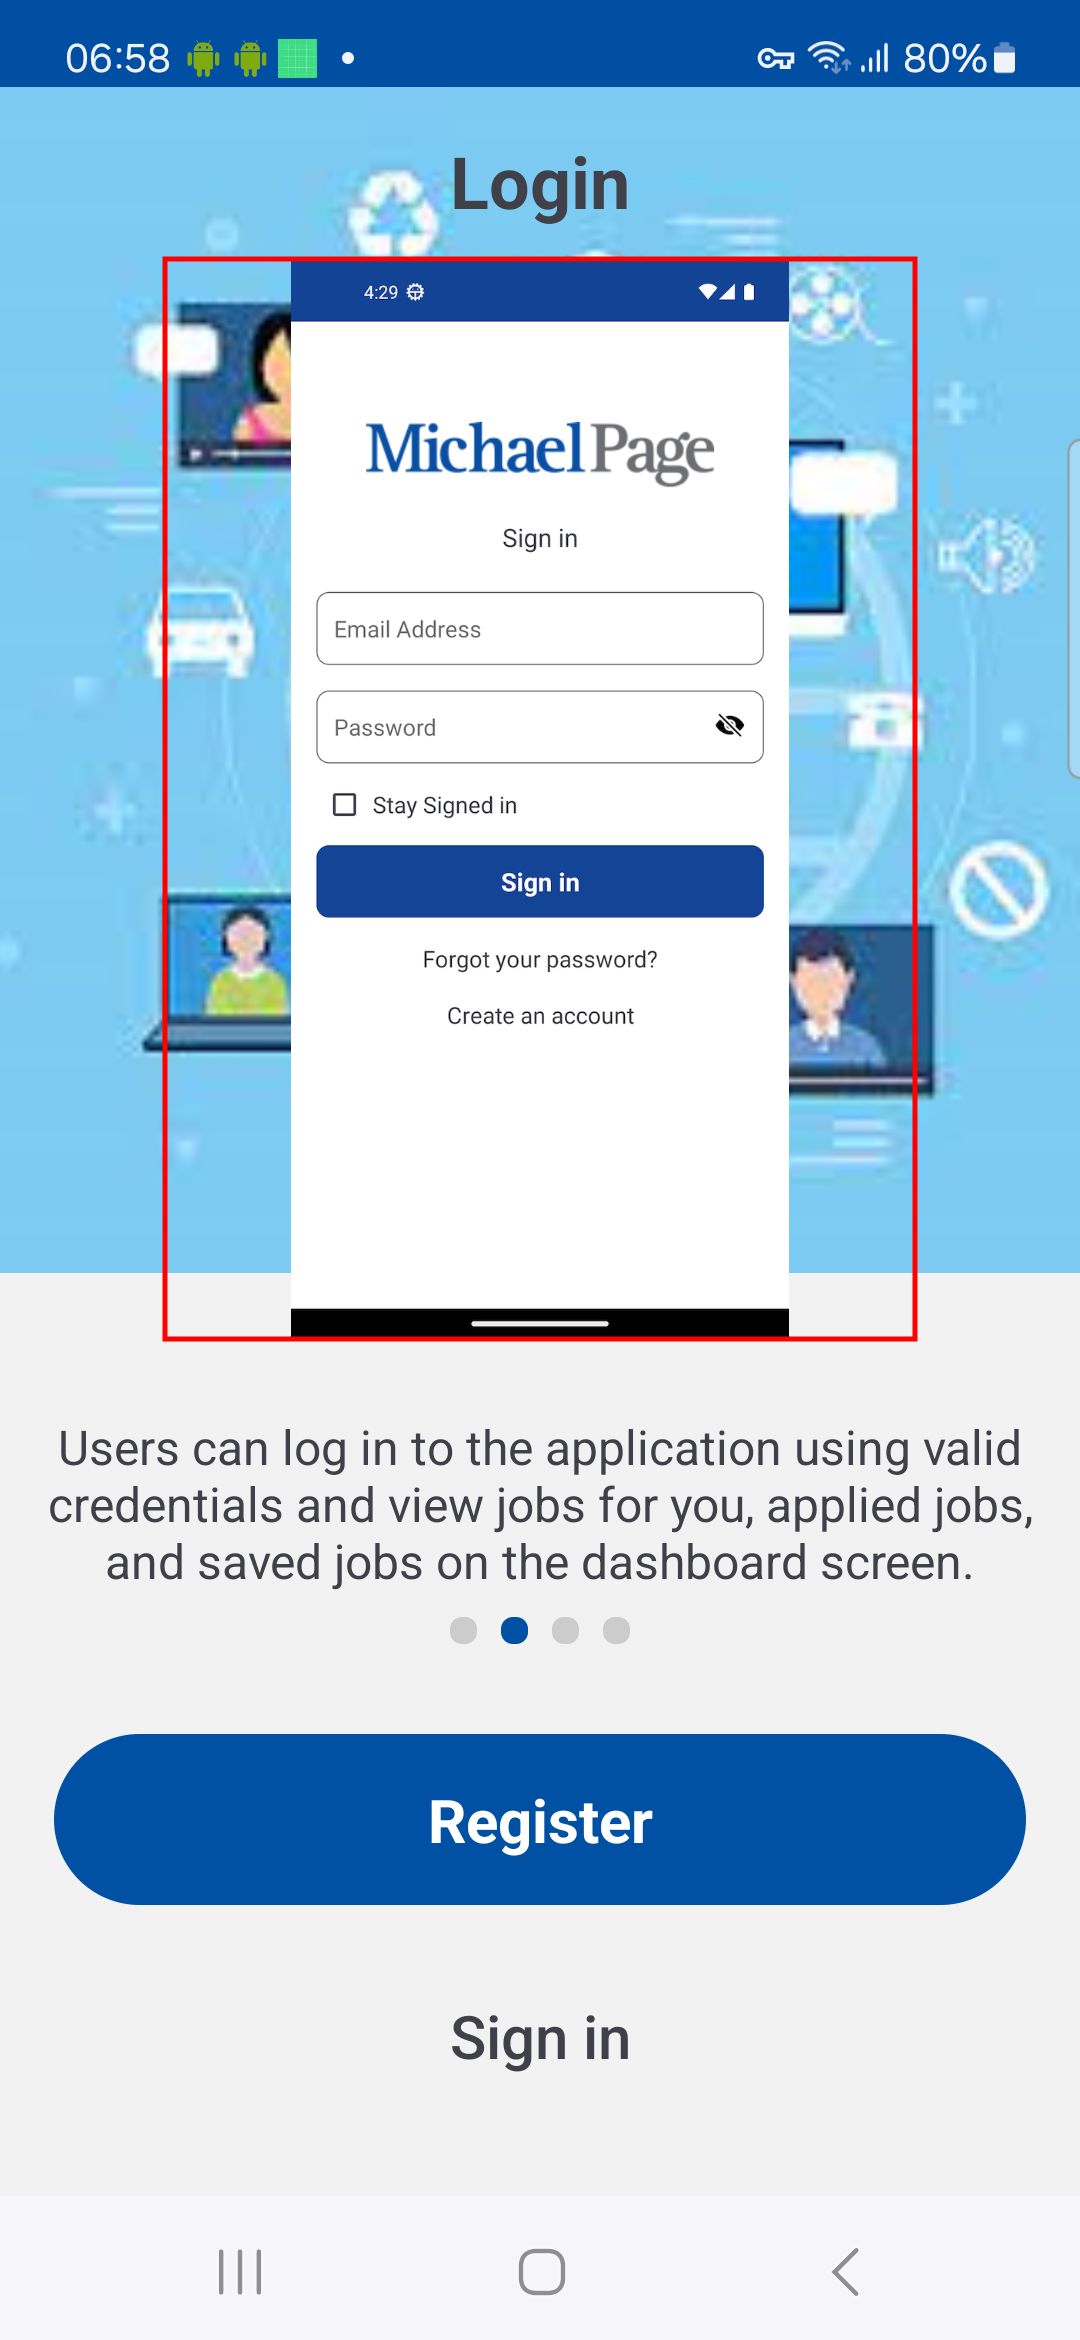 06:58
80%
Login
4:29
MichaelPage
Sign in
Email Address
Password
Stay Signed in
Sign in
Forgot your password?
Create an account
Users can log in to the application using valid
credentials and view jobs for you, applied jobs,
and saved jobs on the dashboard screen.
Register
Sign in